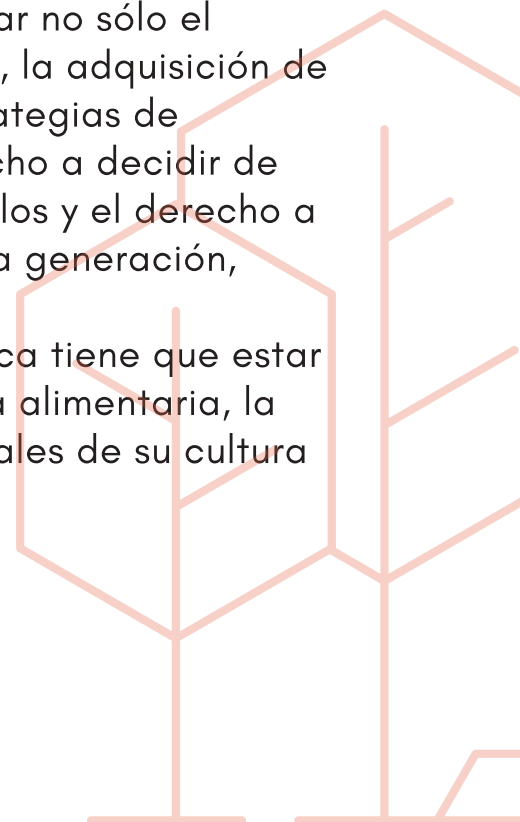 ar no sólo el
, la adquisición de
ategias de
cho a decidir de
los y el derecho a
a generación,
ca tiene que estar
a alimentaria, la
ales de su cultura